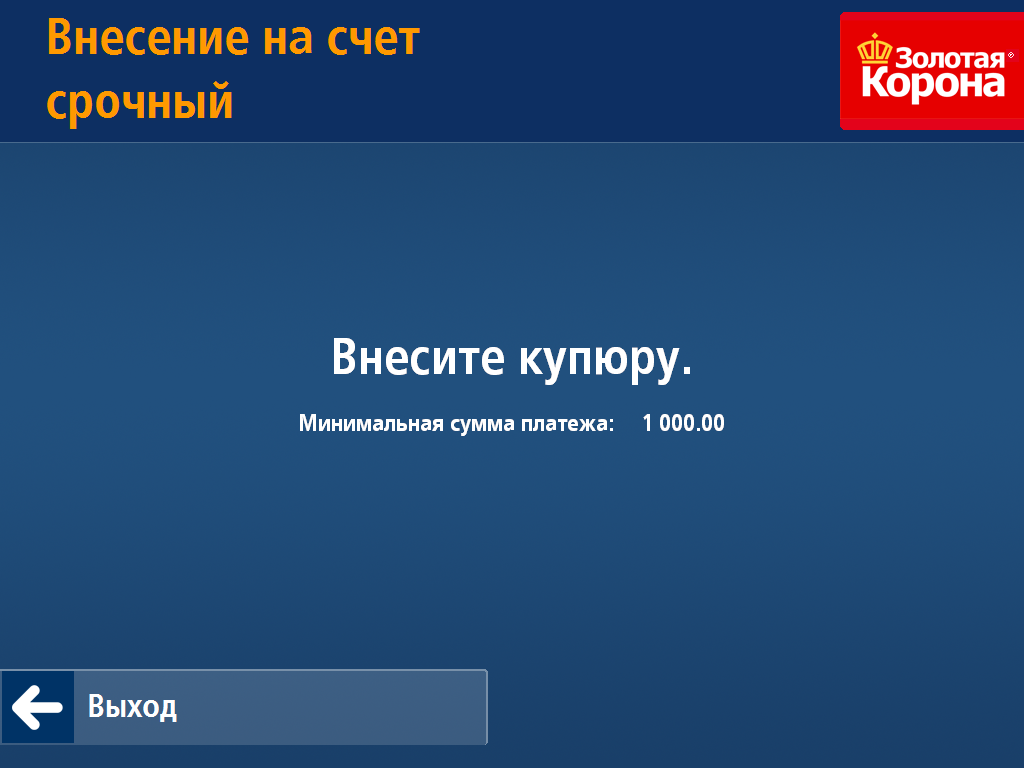 Внесение на счет
срочный
Золотая®
Корона
Внесите купюру.
Минимальная сумма платежа: 1 000.00
Выход